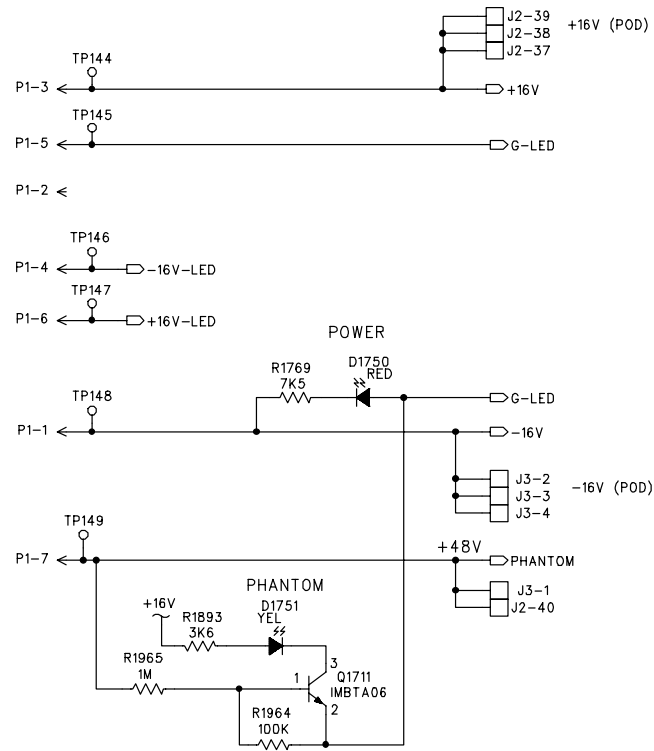 J2-39
+16V (POD)
J2-38
J2-37
TP144
P1-3
+16V
TP145
P1-5
G-LED
P1-2
TP146
P1-4
-16V-LED
TP147
P1-6
+16V-LED
POWER
R1769
7K5
D1750
RED
TP148
G-LED
P1-1
-16V
J3-2
J3-3
-16V (POD)
J3-4
TP149
+48V
P1-7
PHANTOM
PHANTOM
J3-1
J2-40
+16V
D1751
YEL
R1893
3K6
3
R1965
1M
1
Q1711
IMBTA06
2
R1964
100K